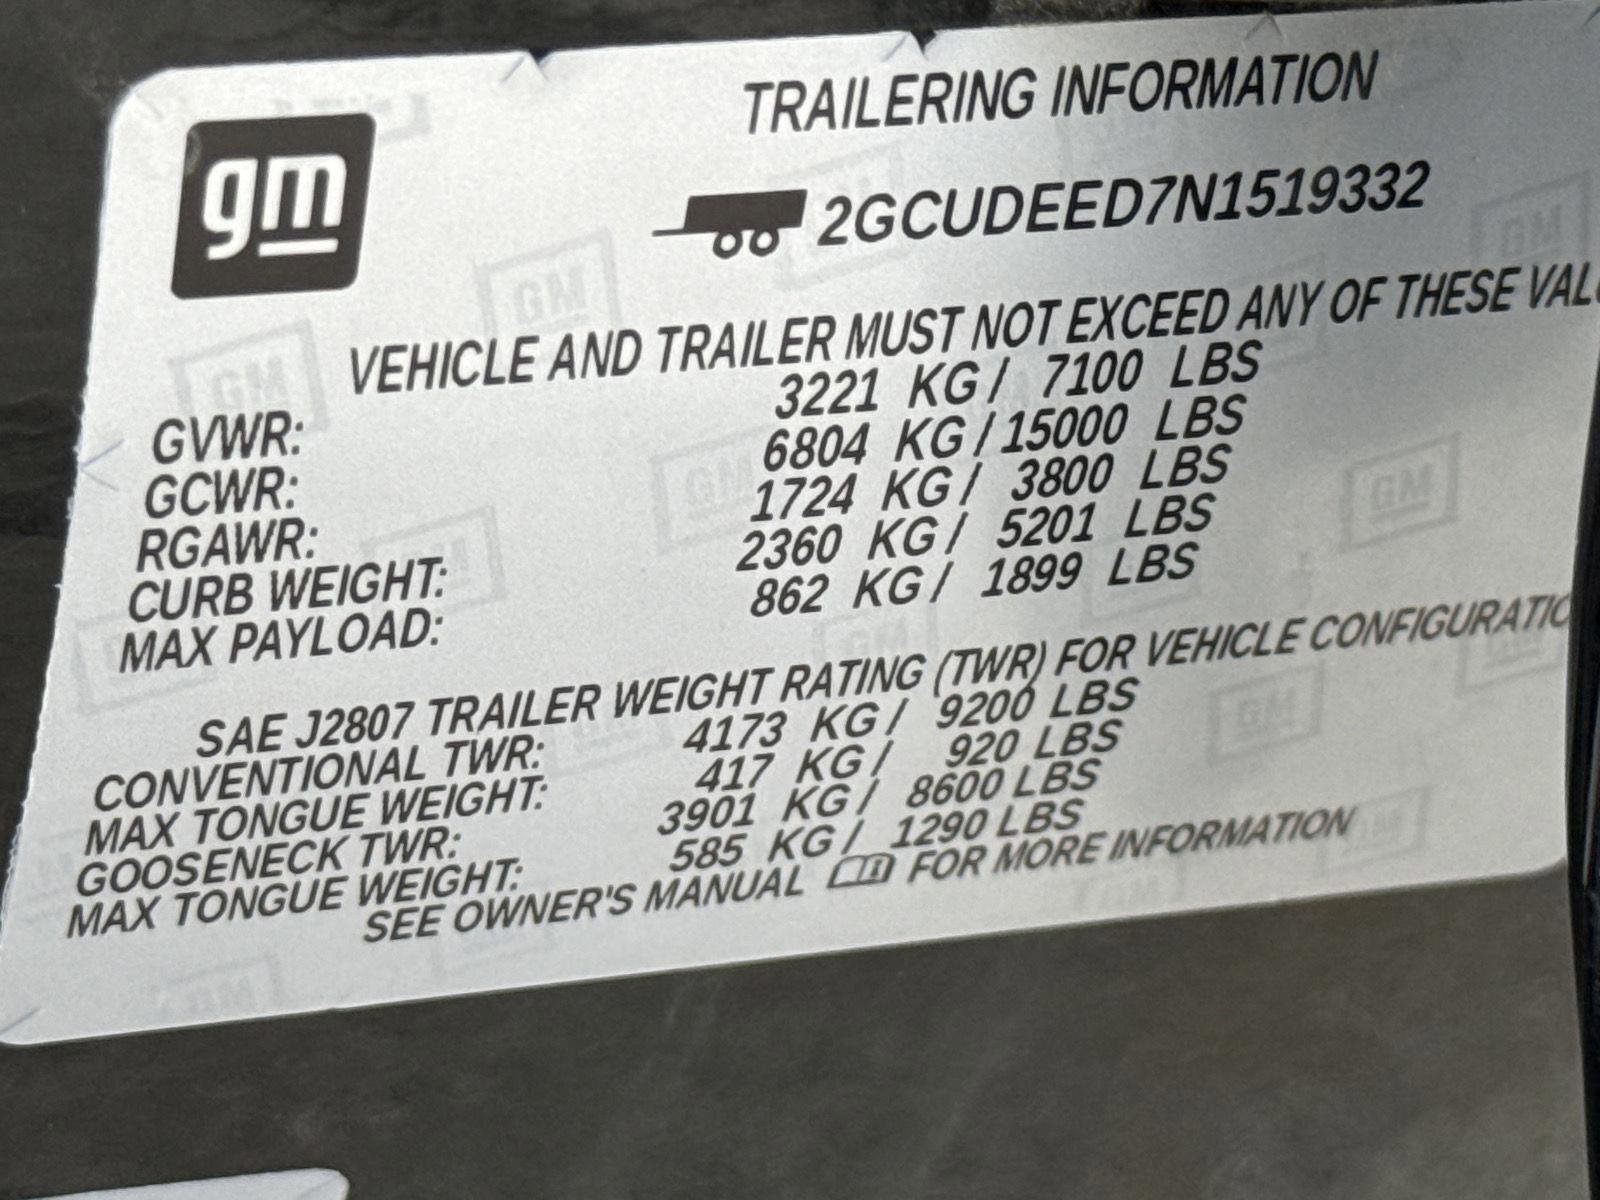 gm
TRAILERING INFORMATION
2GCUDEED7N1519332
VEHICLE AND TRAILER MUST NOT EXCEED ANY OF THESE
GVWR: 3221 KG / 7100 LBS
GCWR: 6804 KG / 15000 LBS
RGAWR: 1724 KG / 3800 LBS
CURB WEIGHT: 2360 KG / 5201 LBS
MAX PAYLOAD: 862 KG / 1899 LBS
SAE J2807 TRAILER WEIGHT RATING (TWR) FOR VEHICLE
CONVENTIONAL TWR: 4173 KG / 9200 LBS
MAX TONGUE WEIGHT: 417 KG / 920 LBS
GOOSENECK TWR: 3901 KG / 8600 LBS
MAX TONGUE WEIGHT: 585 KG / 1290 LBS
SEE OWNER'S MANUAL FOR MORE INFORMATION